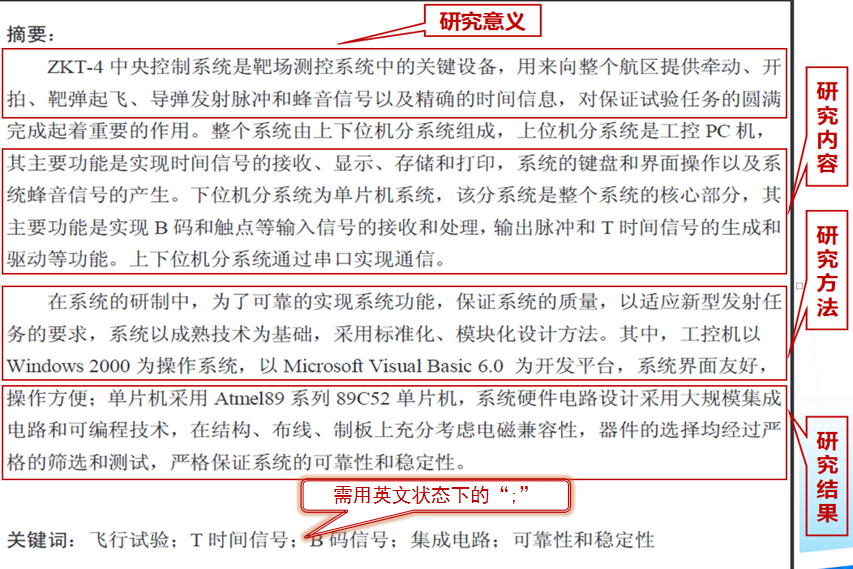 研究意义
摘要：
ZKT-4 中央控制系统是靶场测控系统中的关键设备，用来向整个航区提供牵动、开
拍、靶弹起飞、导弹发射脉冲和蜂音信号以及精确的时间信息，对保证试验任务的圆满
完成起着重要的作用。整个系统由上下位机分系统组成，上位机分系统是工控 PC 机，
其主要功能是实现时间信号的接收、显示、存储和打印，系统的键盘和界面操作以及系
统蜂音信号的产生。下位机分系统为单片机系统，该分系统是整个系统的核心部分，其
主要功能是实现 B 码和触点等输入信号的接收和处理，输出脉冲和 T 时间信号的生成和
驱动等功能。上下位机分系统通过串口实现通信。
研究内容
在系统的研制中，为了可靠的实现系统功能，保证系统的质量，以适应新型发射任
务的要求，系统以成熟技术为基础，采用标准化、模块化设计方法。其中，工控机以
Windows 2000 为操作系统，以 Microsoft Visual Basic 6.0 为开发平台，系统界面友好，
研究方法
操作方便；单片机采用 Atmel89 系列 89C52 单片机，系统硬件电路设计采用大规模集成
电路和可编程技术，在结构、布线、制板上充分考虑电磁兼容性，器件的选择均经过严
格的筛选和测试，严格保证系统的可靠性和稳定性。
研究结果
需用英文状态下的“;”
关键词：飞行试验；T 时间信号；B 码信号；集成电路；可靠性和稳定性